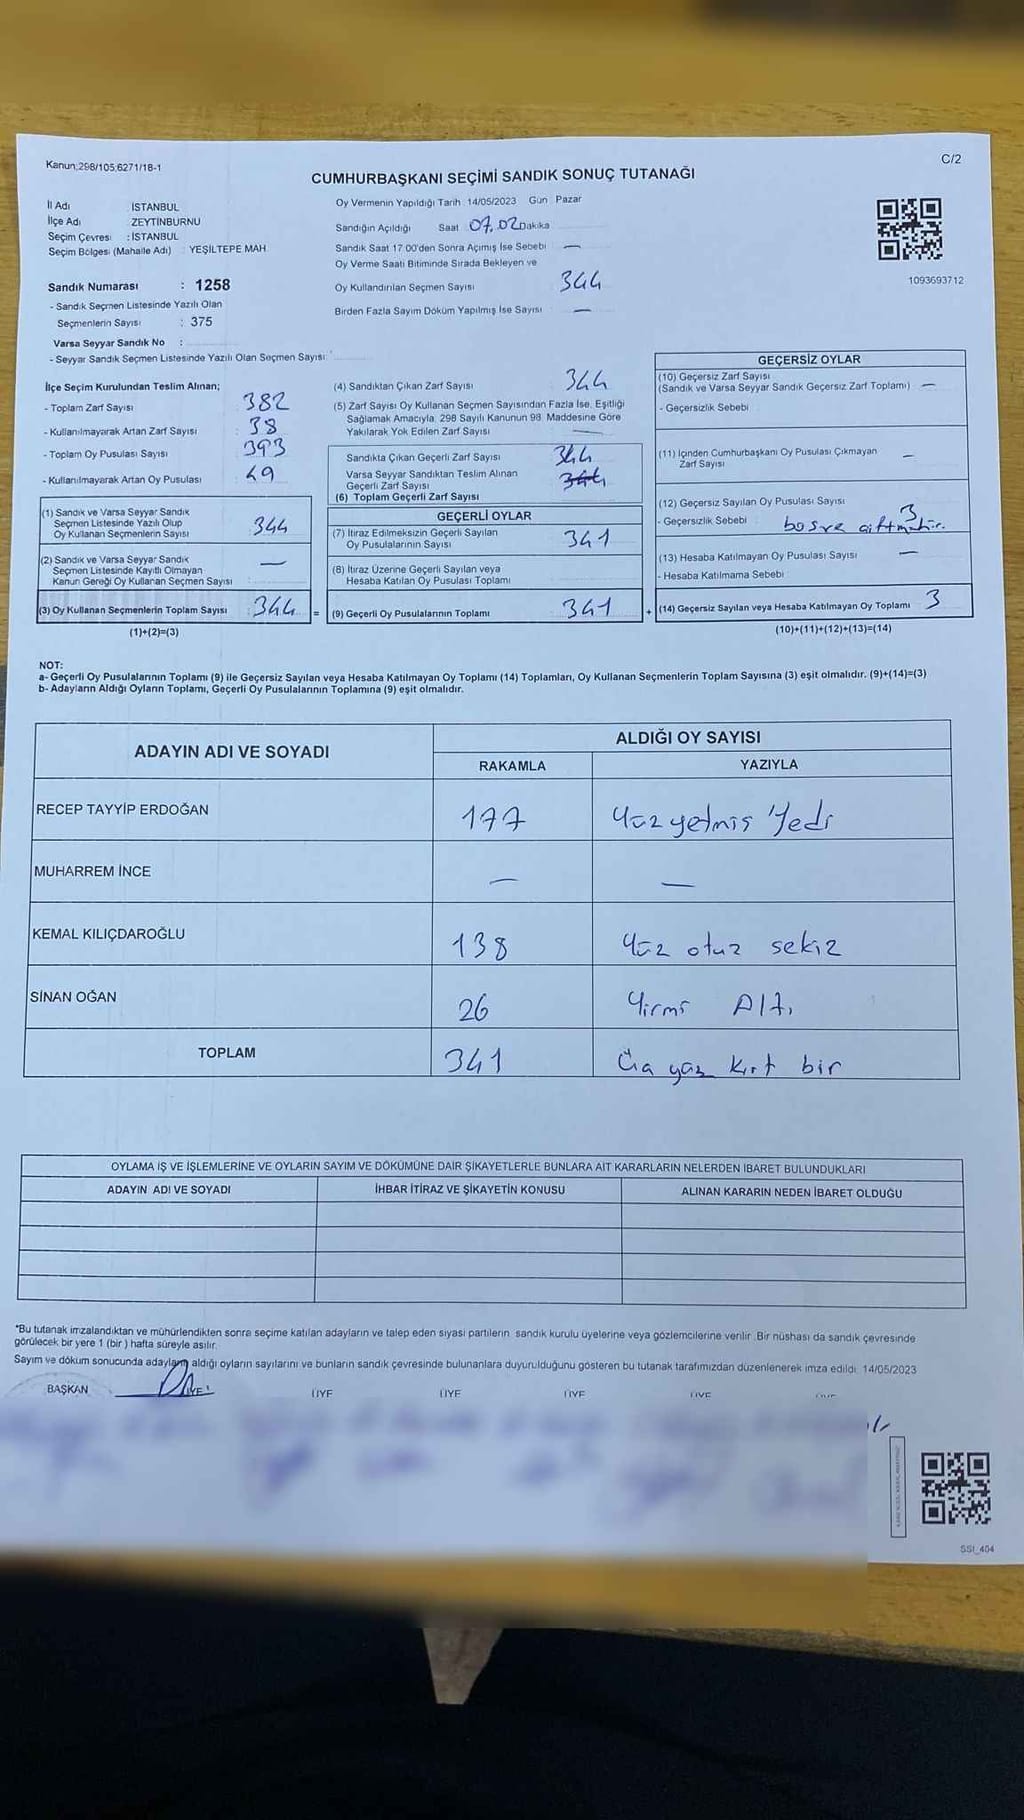 Kanun:298/105,6271/18-1
C/2
CUMHURBAŞKANI SEÇİMİ SANDIK SONUÇ TUTANAĞI
İl Adı : İSTANBUL
İlçe Adı : ZEYTİNBURNU
Seçim Çevresi : İSTANBUL
Seçim Bölgesi (Mahalle Adı) : YEŞİLTEPE MAH
Oy Vermenin Yapıldığı Tarih 14/05/2023 Gün Pazar
Sandığın Açıldığı Saat 07,02 Dakika
Sandık Saat 17 00'den Sonra Açımış İse Sebebi —
Oy Verme Saati Bitiminde Sırada Bekleyen ve
Oy Kullandırılan Seçmen Sayısı 344
Birden Fazla Sayım Döküm Yapılmış İse Sayısı —
1093693712
Sandık Numarası : 1258
- Sandık Seçmen Listesinde Yazılı Olan
Seçmenlerin Sayısı : 375
Varsa Seyyar Sandık No :
- Seyyar Sandık Seçmen Listesinde Yazılı Olan Seçmen Sayısı
İlçe Seçim Kurulundan Teslim Alınan;
- Toplam Zarf Sayısı : 382
- Kullanılmayarak Artan Zarf Sayısı : 38
- Toplam Oy Pusulası Sayısı : 393
- Kullanılmayarak Artan Oy Pusulası : 49
(1) Sandık ve Varsa Seyyar Sandık
Seçmen Listesinde Yazılı Olup
Oy Kullanan Seçmenlerin Sayısı : 344
(2) Sandık ve Varsa Seyyar Sandık
Seçmen Listesinde Kayıtlı Olmayan
Kanun Gereği Oy Kullanan Seçmen Sayısı —
(3) Oy Kullanan Seçmenlerin Toplam Sayısı : 344 =
(1)+(2)=(3)
(4) Sandıktan Çıkan Zarf Sayısı 344
(5) Zarf Sayısı Oy Kullanan Seçmen Sayısından Fazla İse, Eşitliği
Sağlamak Amacıyla, 298 Sayılı Kanunun 98. Maddesine Göre
Yakılarak Yok Edilen Zarf Sayısı —
Sandıkta Çıkan Geçerli Zarf Sayısı 344
Varsa Seyyar Sandıktan Teslim Alınan
Geçerli Zarf Sayısı 344
(6) Toplam Geçerli Zarf Sayısı
GEÇERLİ OYLAR
(7) İtiraz Edilmeksizin Geçerli Sayılan
Oy Pusulalarının Sayısı 341
(8) İtiraz Üzerine Geçerli Sayılan veya
Hesaba Katılan Oy Pusulası Toplamı
(9) Geçerli Oy Pusulalarının Toplamı 341 +
GEÇERSİZ OYLAR
(10) Geçersiz Zarf Sayısı
(Sandık ve Varsa Seyyar Sandık Geçersiz Zarf Toplamı) —
- Geçersizlik Sebebi
(11) İçinden Cumhurbaşkanı Oy Pusulası Çıkmayan
Zarf Sayısı —
(12) Geçersiz Sayılan Oy Pusulası Sayısı 3
- Geçersizlik Sebebi
(13) Hesaba Katılmayan Oy Pusulası Sayısı —
- Hesaba Katılmama Sebebi
(14) Geçersiz Sayılan veya Hesaba Katılmayan Oy Toplamı 3
(10)+(11)+(12)+(13)=(14)
NOT:
a- Geçerli Oy Pusulalarının Toplamı (9) ile Geçersiz Sayılan veya Hesaba Katılmayan Oy Toplamı (14) Toplamları, Oy Kullanan Seçmenlerin Toplam Sayısına (3) eşit olmalıdır. (9)+(14)=(3)
b- Adayların Aldığı Oyların Toplamı, Geçerli Oy Pusulalarının Toplamına (9) eşit olmalıdır.
ADAYIN ADI VE SOYADI
ALDIĞI OY SAYISI
RAKAMLA YAZIYLA
RECEP TAYYİP ERDOĞAN 177 Yüz yetmiş Yedi
MUHARREM İNCE — —
KEMAL KILIÇDAROĞLU 138 Yüz otuz sekiz
SİNAN OĞAN 26 Yirmi Altı
TOPLAM 341 Üç yüz kırk bir
OYLAMA İŞ VE İŞLEMLERİNE VE OYLARIN SAYIM VE DÖKÜMÜNE DAİR ŞİKAYETLERLE BUNLARA AİT KARARLARIN NELERDEN İBARET BULUNDUKLARI
ADAYIN ADI VE SOYADI İHBAR İTİRAZ VE ŞİKAYETİN KONUSU ALINAN KARARIN NEDEN İBARET OLDUĞU
*Bu tutanak imzalandıktan ve mühürlendikten sonra seçime katılan adayların ve talep eden siyasi partilerin sandık kurulu üyelerine veya gözlemcilerine verilir. Bir nüshası da sandık çevresinde
görülecek bir yere 1 (bir ) hafta süreyle asılır.
Sayım ve döküm sonucunda adayların aldığı oyların sayılarını ve bunların sandık çevresinde bulunanlara duyurulduğunu gösteren bu tutanak tarafımızdan düzenlenerek imza edildi. 14/05/2023
BAŞKAN ÜYE ÜYE ÜYE ÜYE ÜYE ÜYE
SSI_404